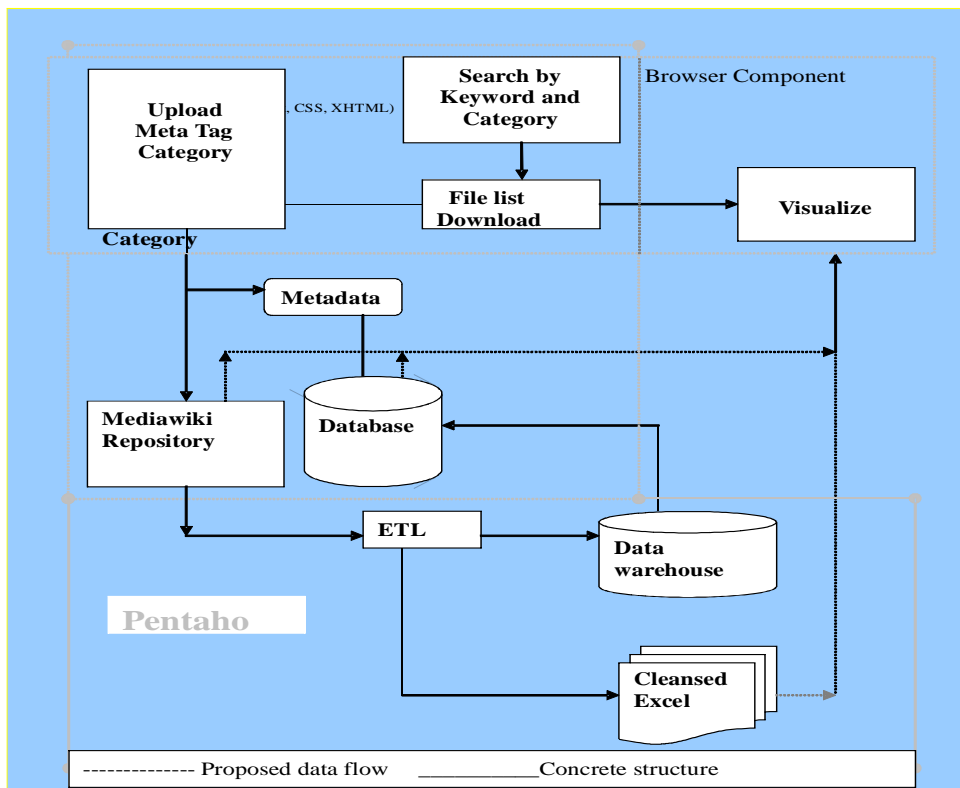 Upload
Meta Tag
Category
, CSS, XHTML)
Search by
Keyword and
Category
Browser Component
File list
Download
Visualize
Category
Metadata
Mediawiki
Repository
Database
ETL
Data
warehouse
Pentaho
Cleansed
Excel
-------------- Proposed data flow ___________Concrete structure